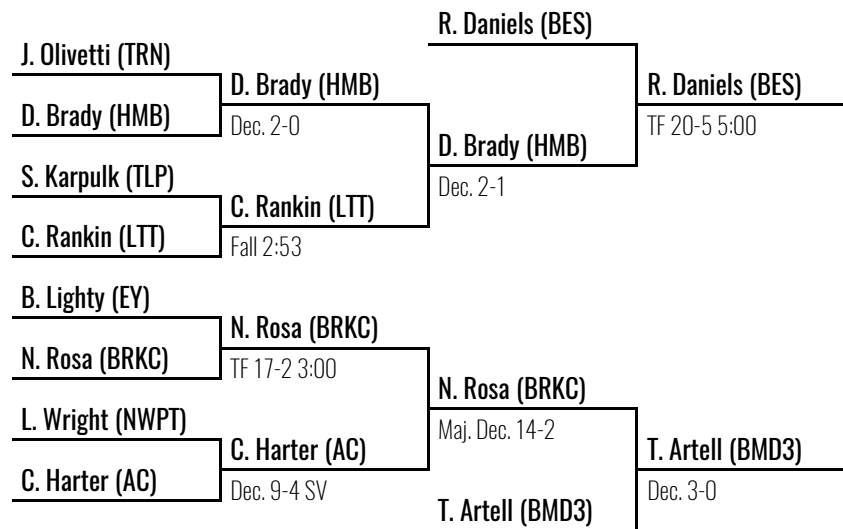 R. Daniels (BES)
J. Olivetti (TRN)
D. Brady (HMB)
R. Daniels (BES)
D. Brady (HMB)
Dec. 2-0
TF 20-5 5:00
D. Brady (HMB)
S. Karpulk (TLP)
Dec. 2-1
C. Rankin (LTT)
C. Rankin (LTT)
Fall 2:53
B. Lighty (EY)
N. Rosa (BRKC)
N. Rosa (BRKC)
TF 17-2 3:00
N. Rosa (BRKC)
L. Wright (NWPT)
Maj. Dec. 14-2
C. Harter (AC)
T. Artell (BMD3)
C. Harter (AC)
Dec. 9-4 SV
Dec. 3-0
T. Artell (BMD3)